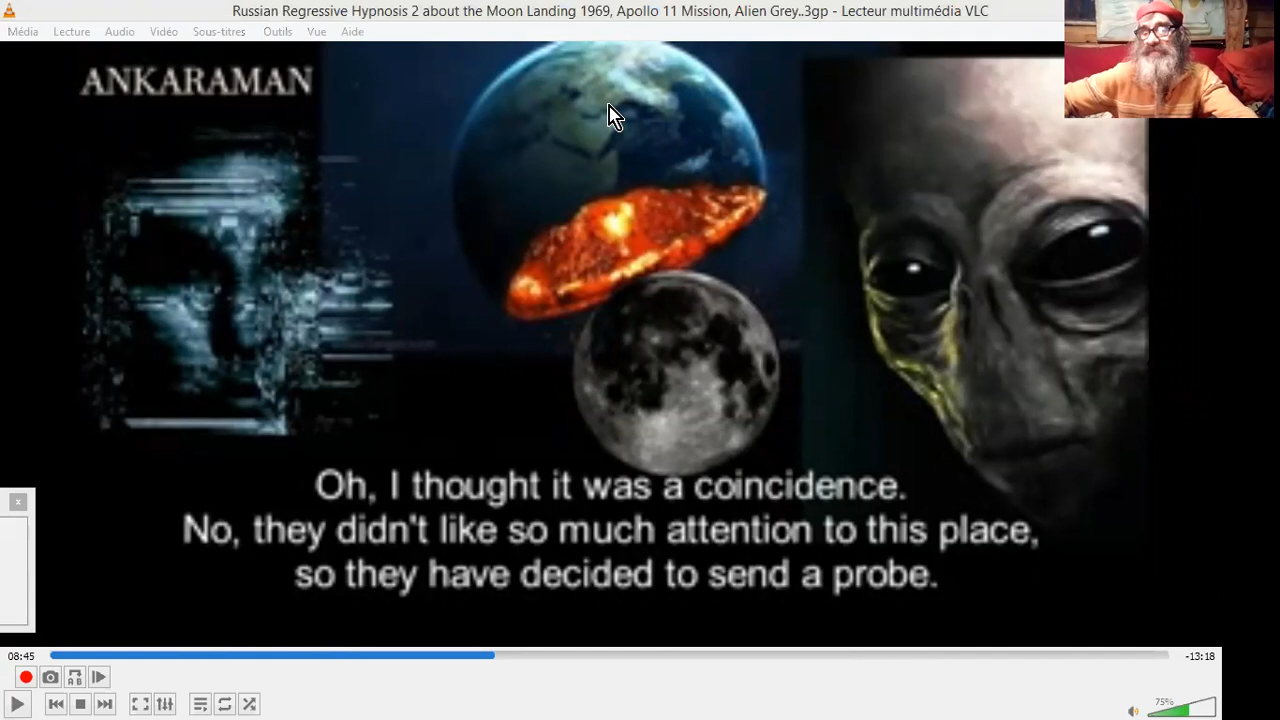 Russian Regressive Hypnosis 2 about the Moon Landing 1969, Apollo 11 Mission, Alien Grey..3gp - Lecteur multimédia VLC
Média Lecture Audio Vidéo Sous-titres Outils Vue Aide
ANKARAMAN
Oh, I thought it was a coincidence.
No, they didn't like so much attention to this place,
so they have decided to send a probe.
08:45 -13:18
75%